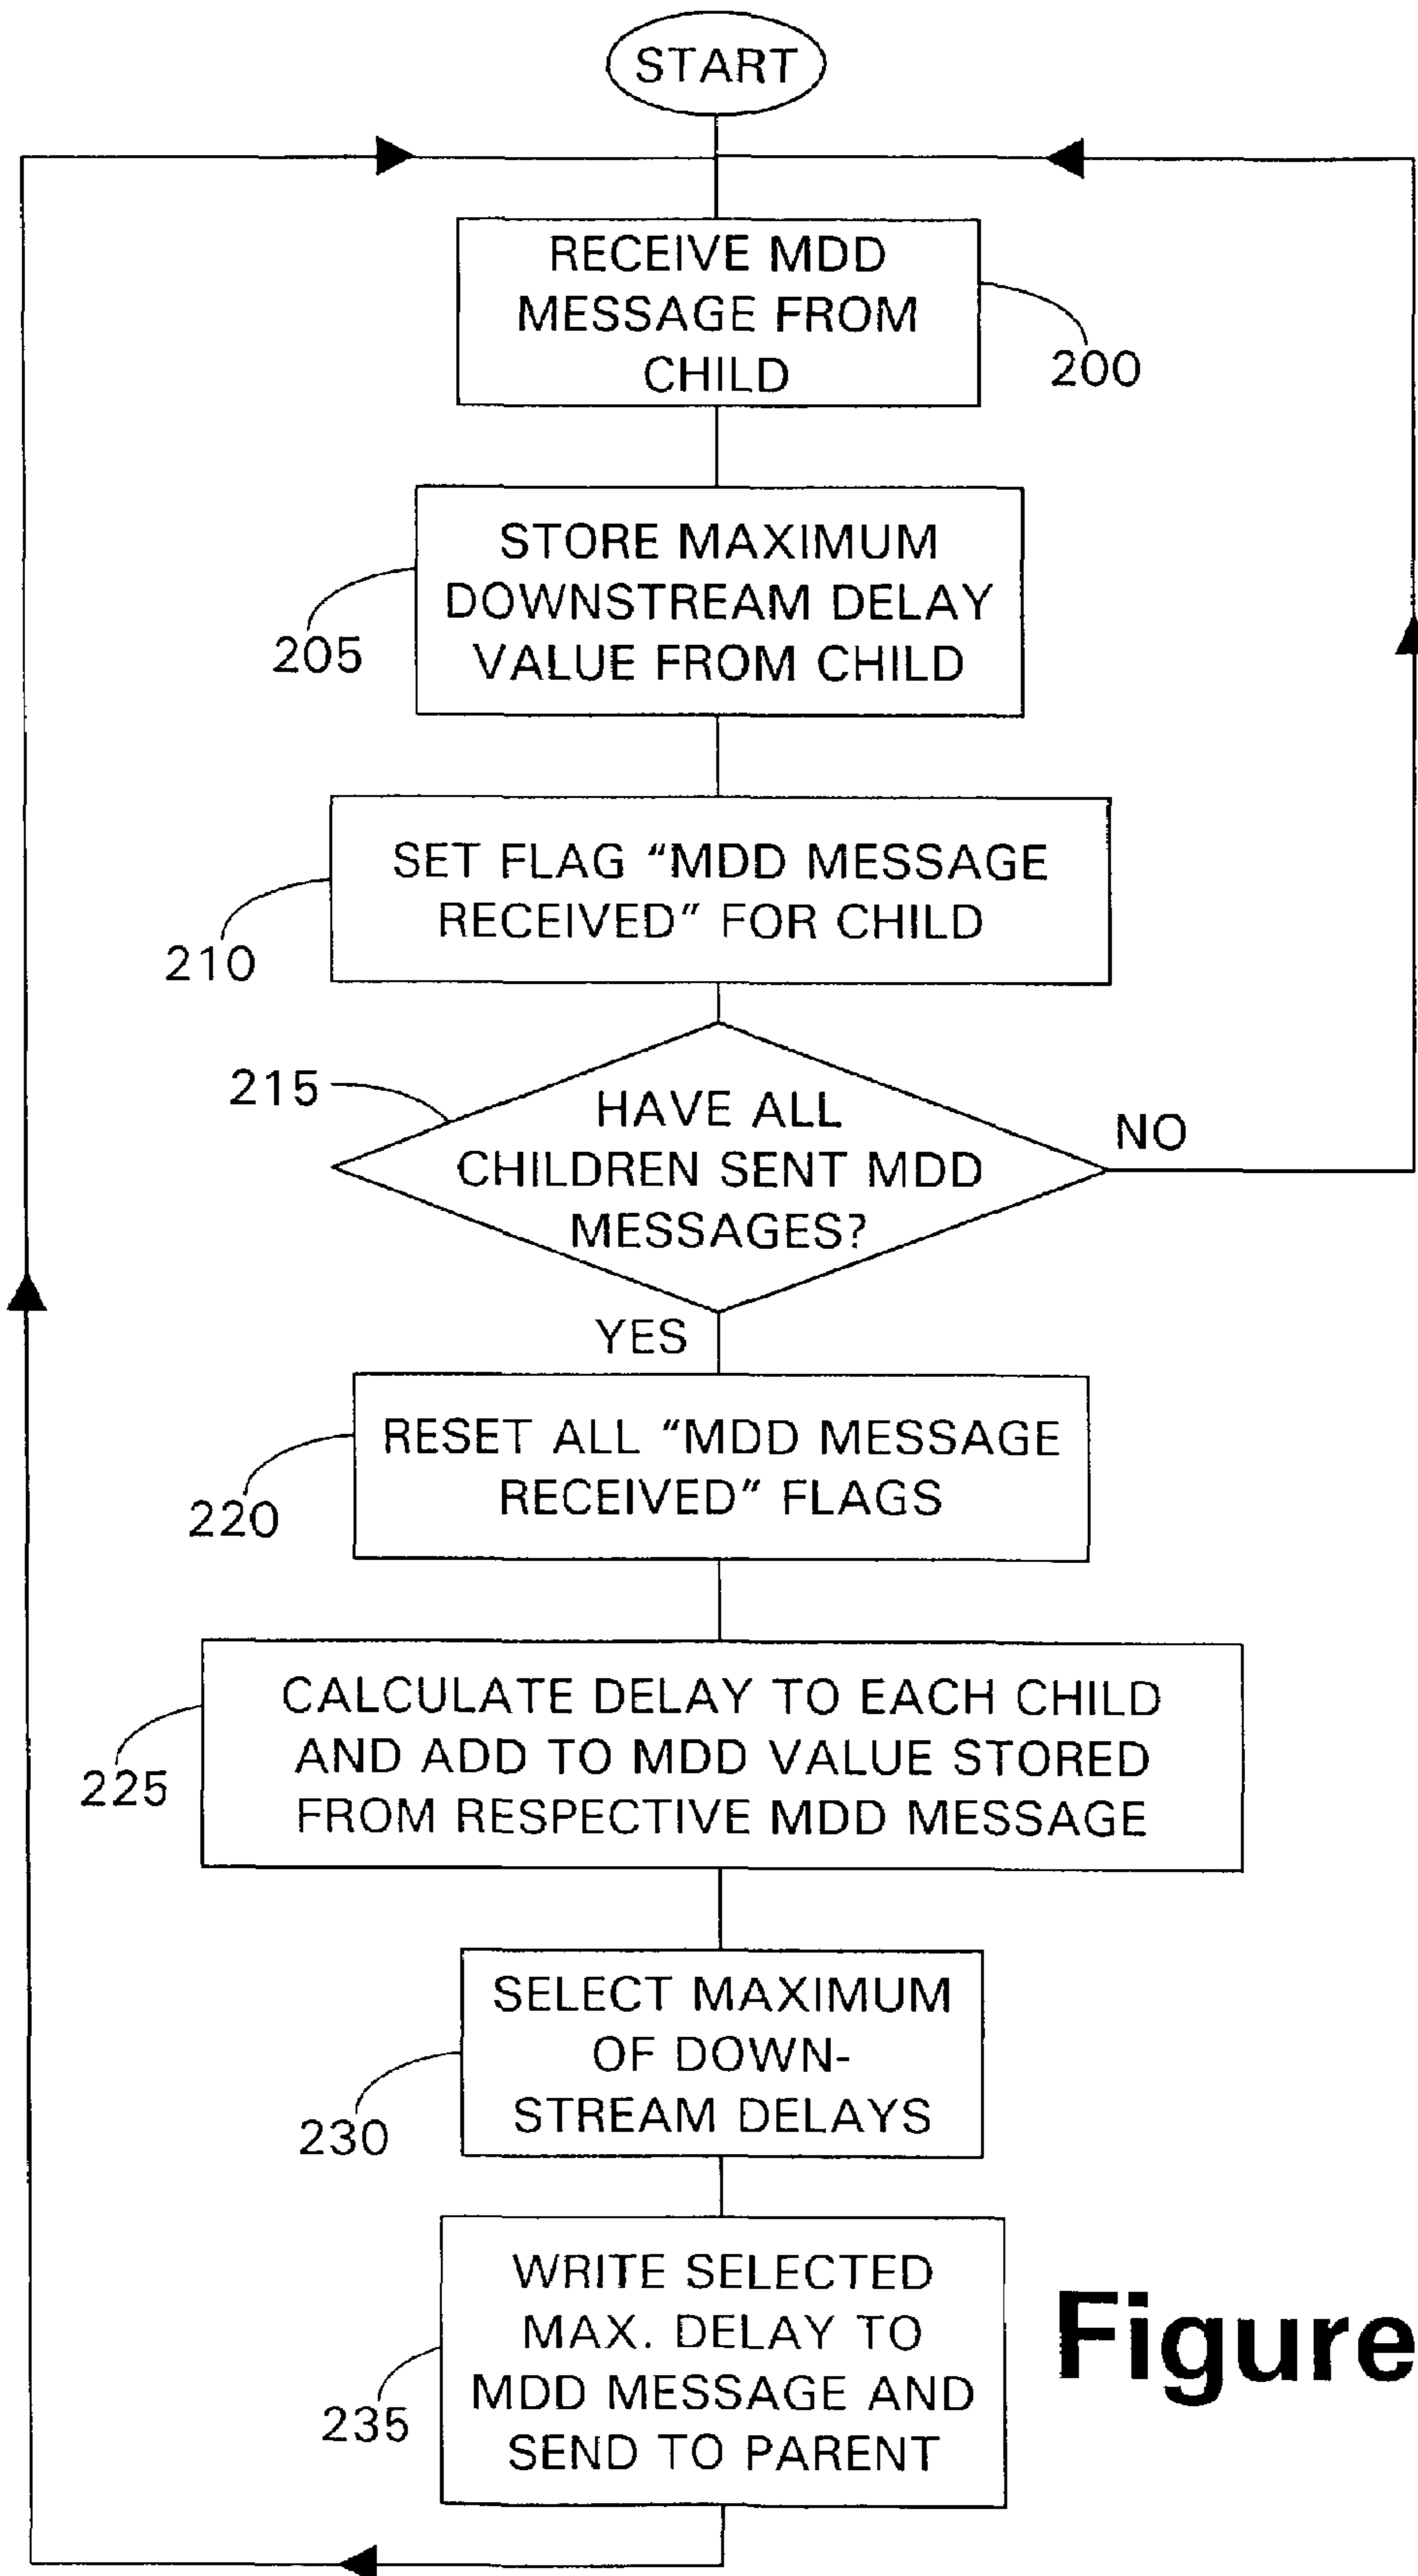 START
RECEIVE MDD
MESSAGE FROM
CHILD
200
STORE MAXIMUM
DOWNSTREAM DELAY
VALUE FROM CHILD
205
SET FLAG “MDD MESSAGE
RECEIVED” FOR CHILD
210
215
HAVE ALL
CHILDREN SENT MDD
MESSAGES?
NO
YES
RESET ALL “MDD MESSAGE
RECEIVED” FLAGS
220
CALCULATE DELAY TO EACH CHILD
AND ADD TO MDD VALUE STORED
FROM RESPECTIVE MDD MESSAGE
225
SELECT MAXIMUM
OF DOWN-
STREAM DELAYS
230
WRITE SELECTED
MAX. DELAY TO
MDD MESSAGE AND
SEND TO PARENT
235
Figure